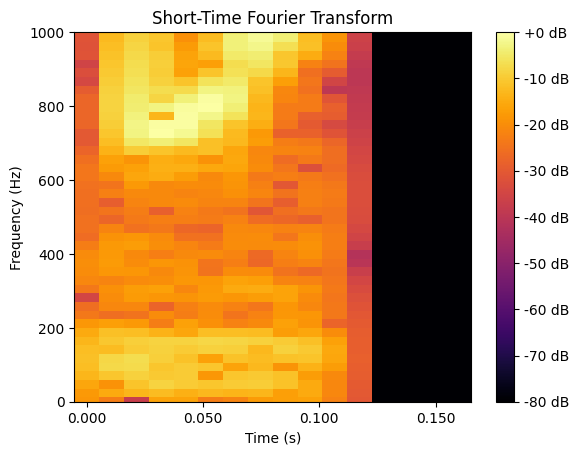 Short-Time Fourier Transform
1000
800
600
400
200
0
Frequency (Hz)
0.000
0.050
0.100
0.150
Time (s)
+0 dB
-10 dB
-20 dB
-30 dB
-40 dB
-50 dB
-60 dB
-70 dB
-80 dB